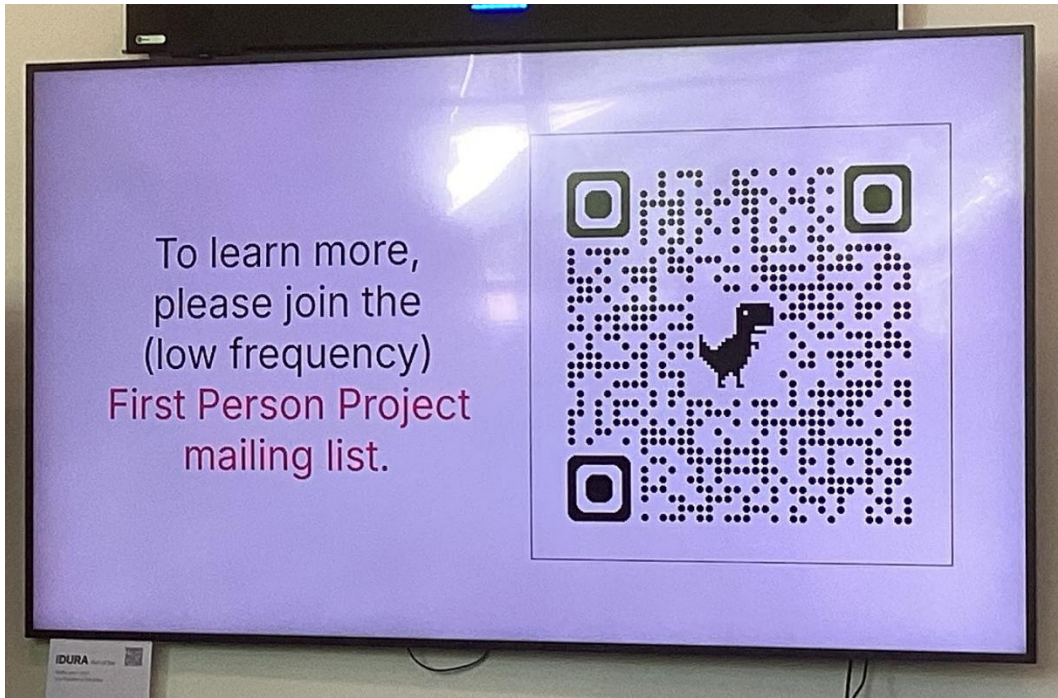 To learn more,
please join the
(low frequency)
First Person Project
mailing list.
iDURA